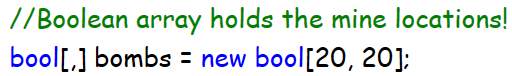 //Boolean array holds the mine locations!
bool[,] bombs = new bool[20, 20];